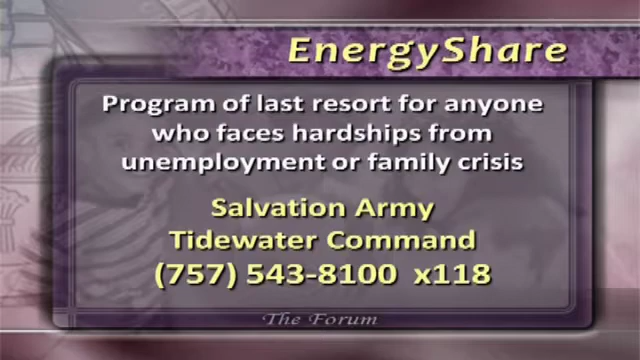 EnergyShare
Program of last resort for anyone
who faces hardships from
unemployment or family crisis
Salvation Army
Tidewater Command
(757) 543-8100 x118
The Forum